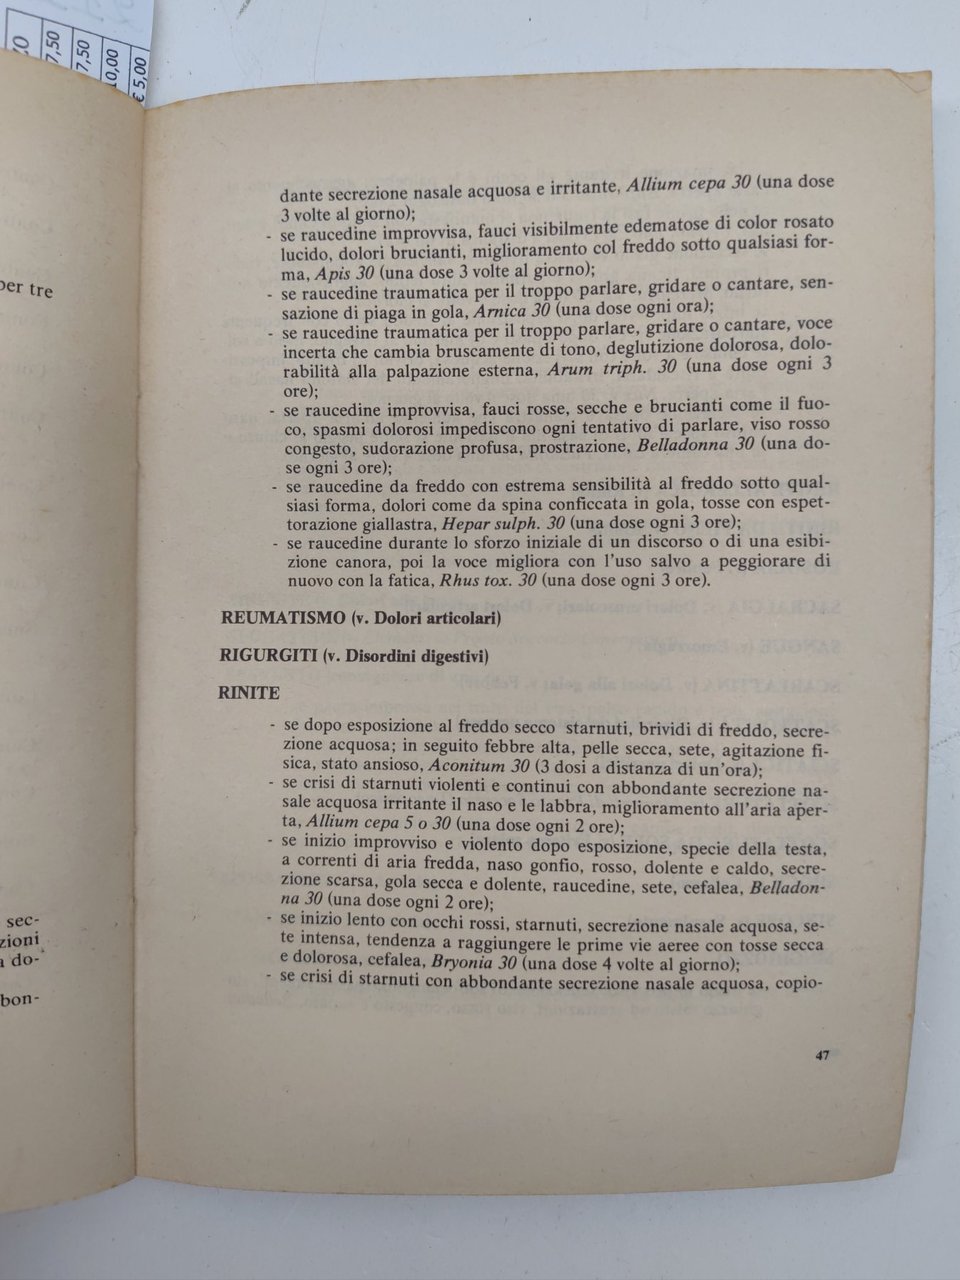 7,50
7,50
10,00
€ 5,00
per tre
sec-
zioni
a do-
bon-
dante secrezione nasale acquosa e irritante, Allium cepa 30 (una dose
3 volte al giorno);
- se raucedine improvvisa, fauci visibilmente edematose di color rosato
lucido, dolori brucianti, miglioramento col freddo sotto qualsiasi for-
ma, Apis 30 (una dose 3 volte al giorno);
- se raucedine traumatica per il troppo parlare, gridare o cantare, sen-
sazione di piaga in gola, Arnica 30 (una dose ogni ora);
- se raucedine traumatica per il troppo parlare, gridare o cantare, voce
incerta che cambia bruscamente di tono, deglutizione dolorosa, dolo-
rabilità alla palpazione esterna, Arum triph. 30 (una dose ogni 3
ore);
- se raucedine improvvisa, fauci rosse, secche e brucianti come il fuo-
co, spasmi dolorosi impediscono ogni tentativo di parlare, viso rosso
congesto, sudorazione profusa, prostrazione, Belladonna 30 (una do-
se ogni 3 ore);
- se raucedine da freddo con estrema sensibilità al freddo sotto qual-
siasi forma, dolori come da spina conficcata in gola, tosse con espet-
torazione giallastra, Hepar sulph. 30 (una dose ogni 3 ore);
- se raucedine durante lo sforzo iniziale di un discorso o di una esibi-
zione canora, poi la voce migliora con l'uso salvo a peggiorare di
nuovo con la fatica, Rhus tox. 30 (una dose ogni 3 ore).
REUMATISMO (v. Dolori articolari)
RIGURGITI (v. Disordini digestivi)
RINITE
- se dopo esposizione al freddo secco starnuti, brividi di freddo, secre-
zione acquosa; in seguito febbre alta, pelle secca, sete, agitazione fi-
sica, stato ansioso, Aconitum 30 (3 dosi a distanza di un'ora);
- se crisi di starnuti violenti e continui con abbondante secrezione na-
sale acquosa irritante il naso e le labbra, miglioramento all'aria aper-
ta, Allium cepa 5 o 30 (una dose ogni 2 ore);
- se inizio improvviso e violento dopo esposizione, specie della testa,
a correnti di aria fredda, naso gonfio, rosso, dolente e caldo, secre-
zione scarsa, gola secca e dolente, raucedine, sete, cefalea, Belladon-
na 30 (una dose ogni 2 ore);
- se inizio lento con occhi rossi, starnuti, secrezione nasale acquosa, se-
te intensa, tendenza a raggiungere le prime vie aeree con tosse secca
e dolorosa, cefalea, Bryonia 30 (una dose 4 volte al giorno);
- se crisi di starnuti con abbondante secrezione nasale acquosa, copio-
47